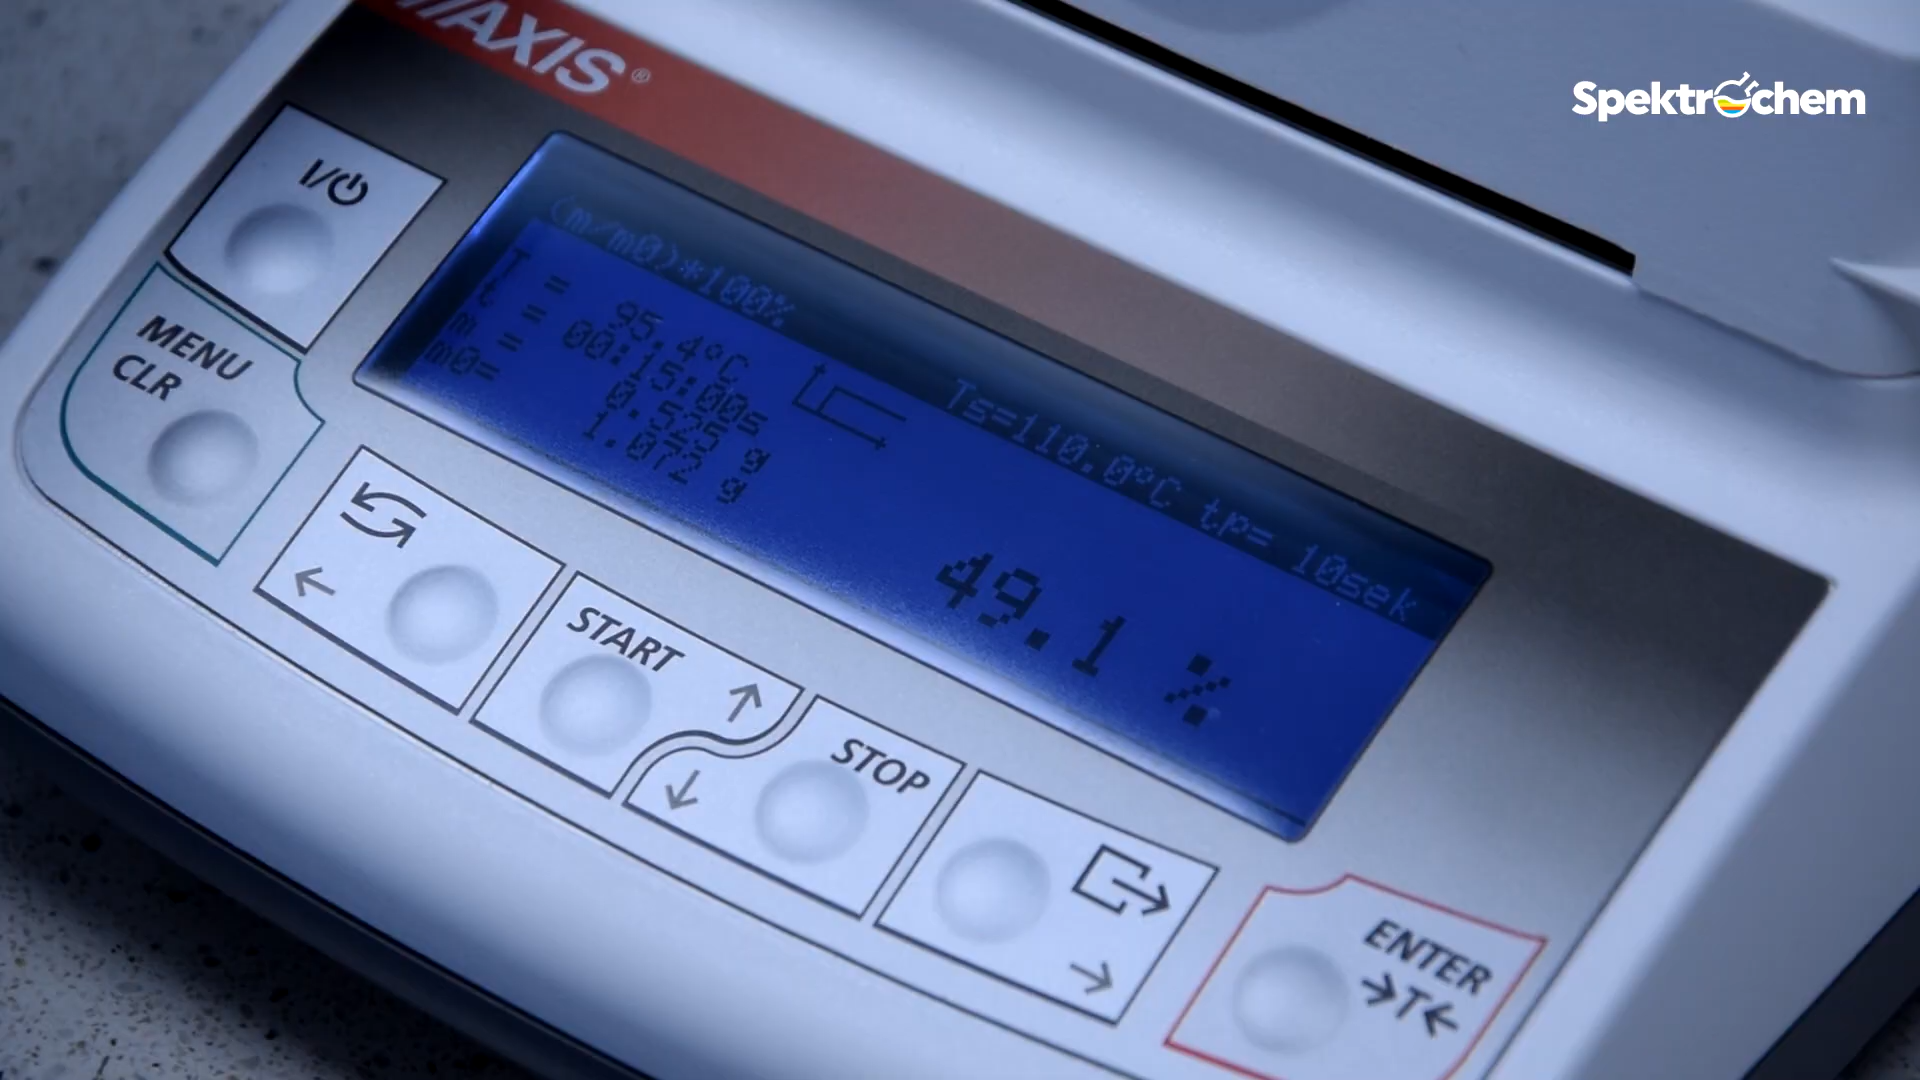 AXIS®
Spektrochem
I/
MENU
CLR
(m/m0)*100%
Ts=110.0°C tp= 10sek
T = 95.4°C
t = 00:15:00s
m = 0.525 g
m0= 1.072 g
49.1 %
START
STOP
ENTER
→T←